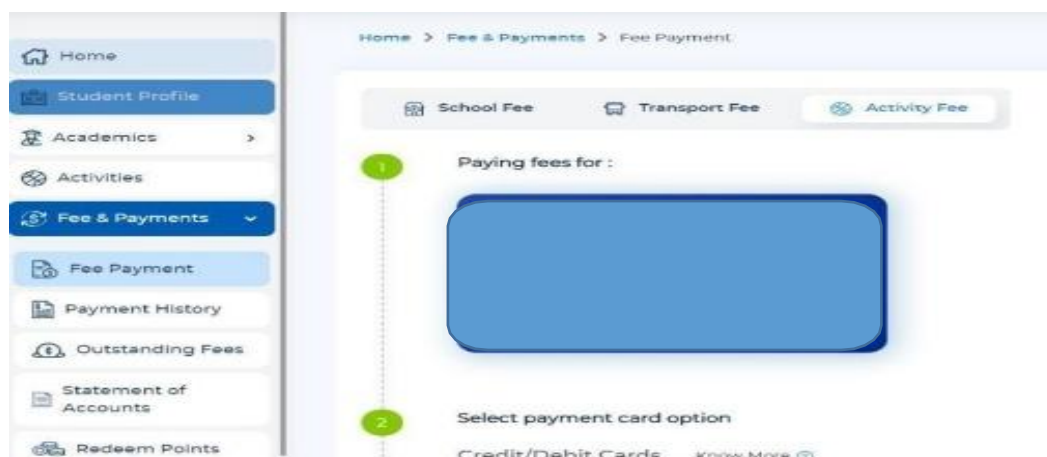 Home
Student Profile
Academics
Activities
Fee & Payments
Fee Payment
Payment History
Outstanding Fees
Statement of
Accounts
Redeem Points
Home > Fee & Payments > Fee Payment
School Fee Transport Fee Activity Fee
1 Paying fees for :
2 Select payment card option
Credit/Debit Cards Know More